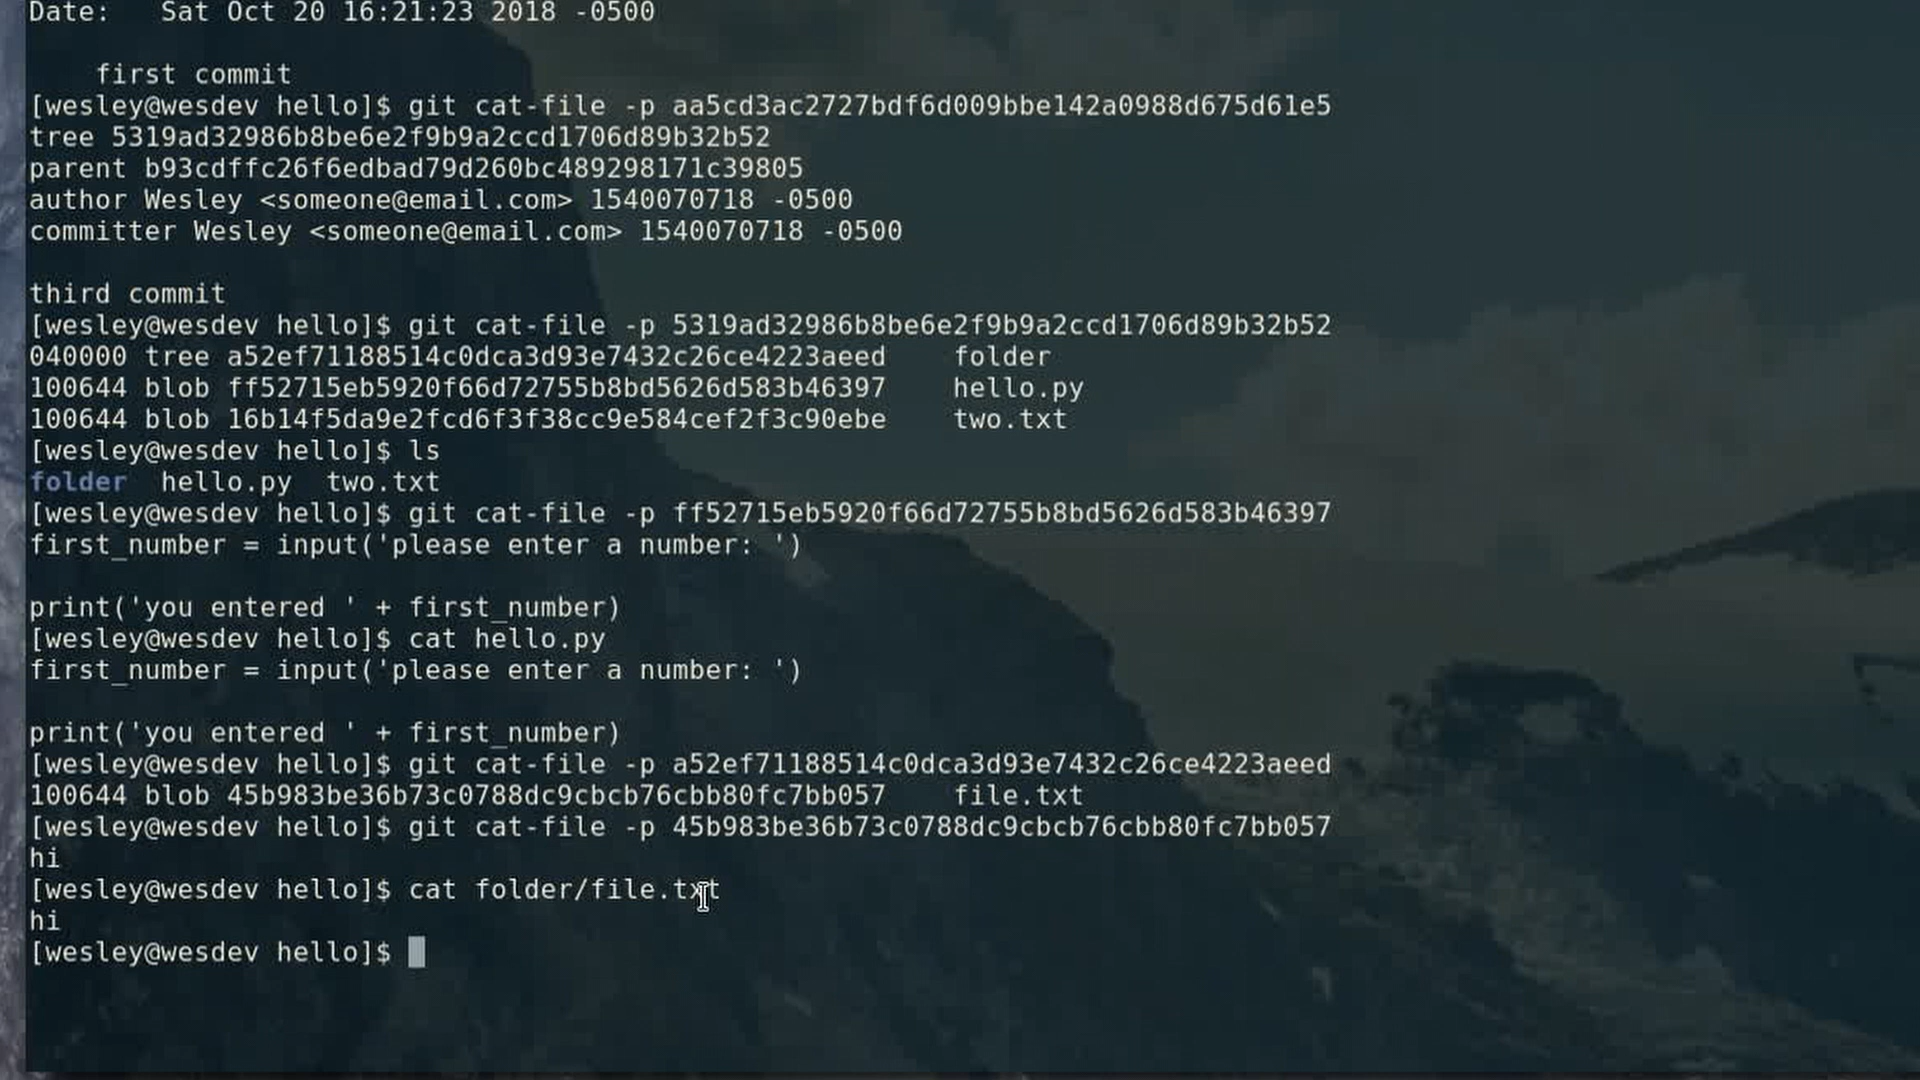 Date:   Sat Oct 20 16:21:23 2018 -0500
    first commit
[wesley@wesdev hello]$ git cat-file -p aa5cd3ac2727bdf6d009bbe142a0988d675d61e5
tree 5319ad32986b8be6e2f9b9a2ccd1706d89b32b52
parent b93cdffc26f6edbad79d260bc489298171c39805
author Wesley <someone@email.com> 1540070718 -0500
committer Wesley <someone@email.com> 1540070718 -0500
third commit
[wesley@wesdev hello]$ git cat-file -p 5319ad32986b8be6e2f9b9a2ccd1706d89b32b52
040000 tree a52ef71188514c0dca3d93e7432c26ce4223aeed    folder
100644 blob ff52715eb5920f66d72755b8bd5626d583b46397    hello.py
100644 blob 16b14f5da9e2fcd6f3f38cc9e584cef2f3c90ebe    two.txt
[wesley@wesdev hello]$ ls
folder  hello.py  two.txt
[wesley@wesdev hello]$ git cat-file -p ff52715eb5920f66d72755b8bd5626d583b46397
first_number = input('please enter a number: ')
print('you entered ' + first_number)
[wesley@wesdev hello]$ cat hello.py
first_number = input('please enter a number: ')
print('you entered ' + first_number)
[wesley@wesdev hello]$ git cat-file -p a52ef71188514c0dca3d93e7432c26ce4223aeed
100644 blob 45b983be36b73c0788dc9cbcb76cbb80fc7bb057    file.txt
[wesley@wesdev hello]$ git cat-file -p 45b983be36b73c0788dc9cbcb76cbb80fc7bb057
hi
[wesley@wesdev hello]$ cat folder/file.txt
hi
[wesley@wesdev hello]$